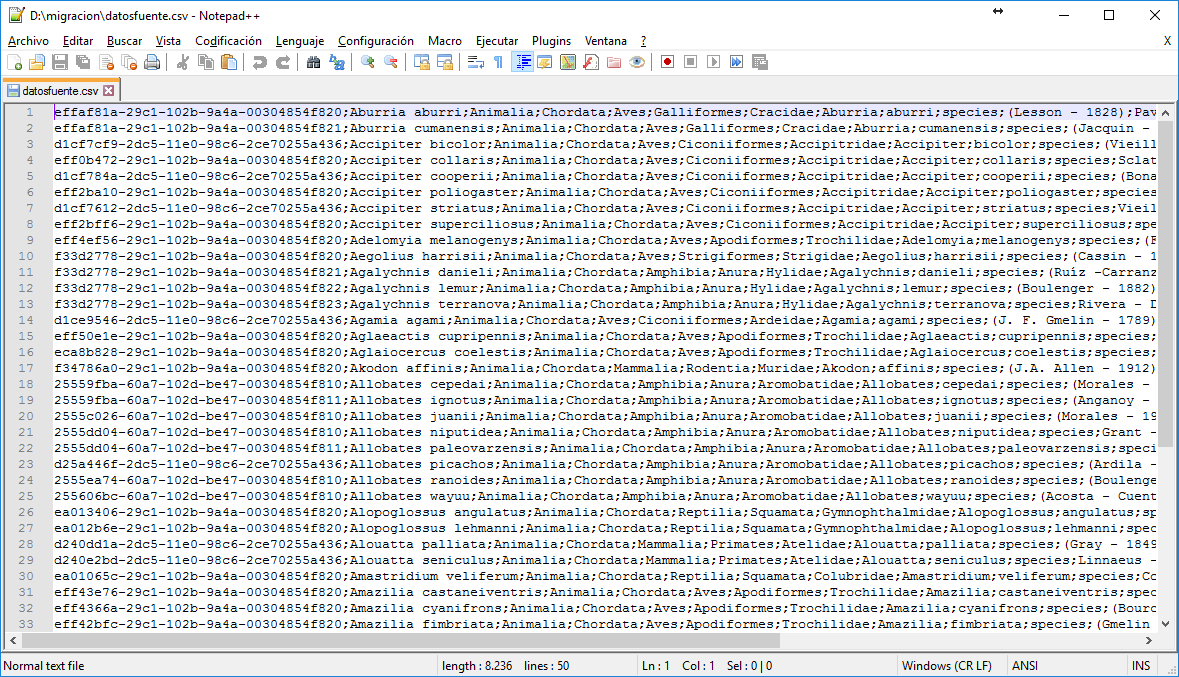 D:\migracion\datosfuente.csv - Notepad++
Archivo Editar Buscar Vista Codificación Lenguaje Configuración Macro Ejecutar Plugins Ventana ? X
datosfuente.csv
1 effaf81a-29c1-102b-9a4a-00304854f820;Aburria aburri;Animalia;Chordata;Aves;Galliformes;Cracidae;Aburria;aburri;species;(Lesson - 1828);Pav
2 effaf81a-29c1-102b-9a4a-00304854f821;Aburria cumanensis;Animalia;Chordata;Aves;Galliformes;Cracidae;Aburria;cumanensis;species;(Jacquin -
3 d1cf7cf9-2dc5-11e0-98c6-2ce70255a436;Accipiter bicolor;Animalia;Chordata;Aves;Ciconiiformes;Accipitridae;Accipiter;bicolor;species;(Vieill
4 eff0b472-29c1-102b-9a4a-00304854f820;Accipiter collaris;Animalia;Chordata;Aves;Ciconiiformes;Accipitridae;Accipiter;collaris;species;Sclat
5 d1cf784a-2dc5-11e0-98c6-2ce70255a436;Accipiter cooperii;Animalia;Chordata;Aves;Ciconiiformes;Accipitridae;Accipiter;cooperii;species;(Bona
6 eff2ba10-29c1-102b-9a4a-00304854f820;Accipiter poliogaster;Animalia;Chordata;Aves;Ciconiiformes;Accipitridae;Accipiter;poliogaster;species
7 d1cf7612-2dc5-11e0-98c6-2ce70255a436;Accipiter striatus;Animalia;Chordata;Aves;Ciconiiformes;Accipitridae;Accipiter;striatus;species;Vieil
8 eff2bff6-29c1-102b-9a4a-00304854f820;Accipiter superciliosus;Animalia;Chordata;Aves;Ciconiiformes;Accipitridae;Accipiter;superciliosus;spe
9 eff4ef56-29c1-102b-9a4a-00304854f820;Adelomyia melanogenys;Animalia;Chordata;Aves;Apodiformes;Trochilidae;Adelomyia;melanogenys;species;(F
10 f33d2778-29c1-102b-9a4a-00304854f820;Aegolius harrisii;Animalia;Chordata;Aves;Strigiformes;Strigidae;Aegolius;harrisii;species;(Cassin - 1
11 f33d2778-29c1-102b-9a4a-00304854f821;Agalychnis danieli;Animalia;Chordata;Amphibia;Anura;Hylidae;Agalychnis;danieli;species;(Ruíz -Carranz
12 f33d2778-29c1-102b-9a4a-00304854f822;Agalychnis lemur;Animalia;Chordata;Amphibia;Anura;Hylidae;Agalychnis;lemur;species;(Boulenger - 1882)
13 f33d2778-29c1-102b-9a4a-00304854f823;Agalychnis terranova;Animalia;Chordata;Amphibia;Anura;Hylidae;Agalychnis;terranova;species;Rivera - D
14 d1ce9546-2dc5-11e0-98c6-2ce70255a436;Agamia agami;Animalia;Chordata;Aves;Ciconiiformes;Ardeidae;Agamia;agami;species;(J. F. Gmelin - 1789)
15 eff50e1e-29c1-102b-9a4a-00304854f820;Aglaeactis cupripennis;Animalia;Chordata;Aves;Apodiformes;Trochilidae;Aglaeactis;cupripennis;species;
16 eca8b828-29c1-102b-9a4a-00304854f820;Aglaiocercus coelestis;Animalia;Chordata;Aves;Apodiformes;Trochilidae;Aglaiocercus;coelestis;species;
17 f34786a0-29c1-102b-9a4a-00304854f820;Akodon affinis;Animalia;Chordata;Mammalia;Rodentia;Muridae;Akodon;affinis;species;(J.A. Allen - 1912)
18 25559fba-60a7-102d-be47-00304854f810;Allobates cepedai;Animalia;Chordata;Amphibia;Anura;Aromobatidae;Allobates;cepedai;species;(Morales -
19 25559fba-60a7-102d-be47-00304854f811;Allobates ignotus;Animalia;Chordata;Amphibia;Anura;Aromobatidae;Allobates;ignotus;species;(Anganoy -
20 2555c026-60a7-102d-be47-00304854f810;Allobates juanii;Animalia;Chordata;Amphibia;Anura;Aromobatidae;Allobates;juanii;species;(Morales - 19
21 2555dd04-60a7-102d-be47-00304854f810;Allobates niputidea;Animalia;Chordata;Amphibia;Anura;Aromobatidae;Allobates;niputidea;species;Grant -
22 2555dd04-60a7-102d-be47-00304854f811;Allobates paleovarzensis;Animalia;Chordata;Amphibia;Anura;Aromobatidae;Allobates;paleovarzensis;speci
23 d25a446f-2dc5-11e0-98c6-2ce70255a436;Allobates picachos;Animalia;Chordata;Amphibia;Anura;Aromobatidae;Allobates;picachos;species;(Ardila -
24 2555ea74-60a7-102d-be47-00304854f810;Allobates ranoides;Animalia;Chordata;Amphibia;Anura;Aromobatidae;Allobates;ranoides;species;(Boulenge
25 255606bc-60a7-102d-be47-00304854f810;Allobates wayuu;Animalia;Chordata;Amphibia;Anura;Aromobatidae;Allobates;wayuu;species;(Acosta - Cuent
26 ea013406-29c1-102b-9a4a-00304854f820;Alopoglossus angulatus;Animalia;Chordata;Reptilia;Squamata;Gymnophthalmidae;Alopoglossus;angulatus;sp
27 ea012b6e-29c1-102b-9a4a-00304854f820;Alopoglossus lehmanni;Animalia;Chordata;Reptilia;Squamata;Gymnophthalmidae;Alopoglossus;lehmanni;spec
28 d240dd1a-2dc5-11e0-98c6-2ce70255a436;Alouatta palliata;Animalia;Chordata;Mammalia;Primates;Atelidae;Alouatta;palliata;species;(Gray - 1849
29 d240e2bd-2dc5-11e0-98c6-2ce70255a436;Alouatta seniculus;Animalia;Chordata;Mammalia;Primates;Atelidae;Alouatta;seniculus;species;Linnaeus -
30 ea01065c-29c1-102b-9a4a-00304854f820;Amastridium veliferum;Animalia;Chordata;Reptilia;Squamata;Colubridae;Amastridium;veliferum;species;Co
31 eff43e76-29c1-102b-9a4a-00304854f820;Amazilia castaneiventris;Animalia;Chordata;Aves;Apodiformes;Trochilidae;Amazilia;castaneiventris;spec
32 eff4366a-29c1-102b-9a4a-00304854f820;Amazilia cyanifrons;Animalia;Chordata;Aves;Apodiformes;Trochilidae;Amazilia;cyanifrons;species;(Bourc
33 eff42bfc-29c1-102b-9a4a-00304854f820;Amazilia fimbriata;Animalia;Chordata;Aves;Apodiformes;Trochilidae;Amazilia;fimbriata;species;(Gmelin
Normal text file length : 8.236 lines : 50 Ln : 1 Col : 1 Sel : 0 | 0 Windows (CR LF) ANSI INS